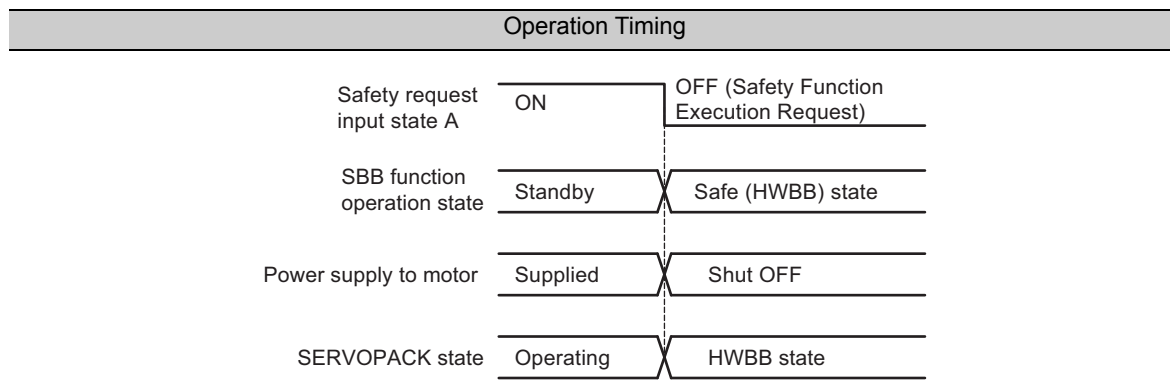 Operation Timing
Safety request
input state A
ON
OFF (Safety Function
Execution Request)
SBB function
operation state
Standby
Safe (HWBB) state
Power supply to motor
Supplied
Shut OFF
SERVOPACK state
Operating
HWBB state